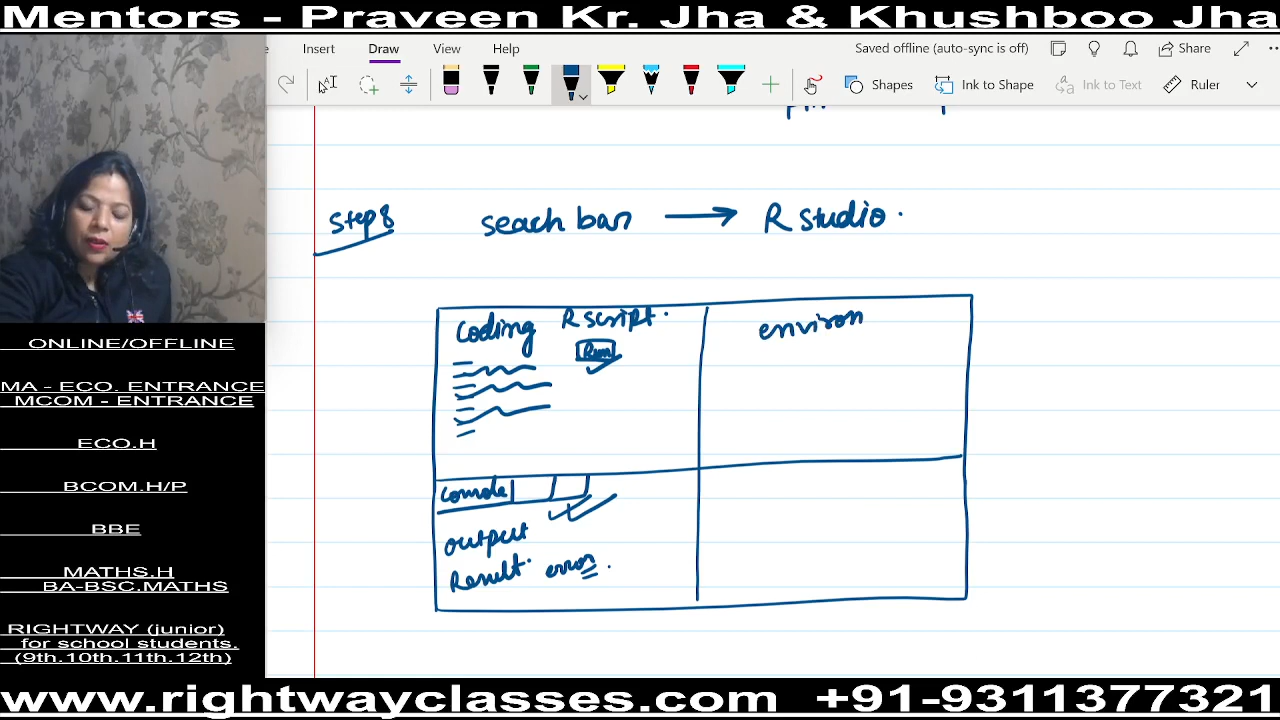 Mentors - Praveen Kr. Jha & Khushboo Jha
Insert Draw View Help
Saved offline (auto-sync is off)
Share
Shapes
Ink to Shape
Ink to Text
Ruler
Step 8 seach bar → R studio.
Coding R script.
Run
environ
Console
output
Result. error.
ONLINE/OFFLINE
MA - ECO. ENTRANCE
MCOM - ENTRANCE
ECO.H
BCOM.H/P
BBE
MATHS.H
BA-BSC.MATHS
RIGHTWAY (junior)
for school students.
(9th.10th.11th.12th)
www.rightwayclasses.com +91-9311377321